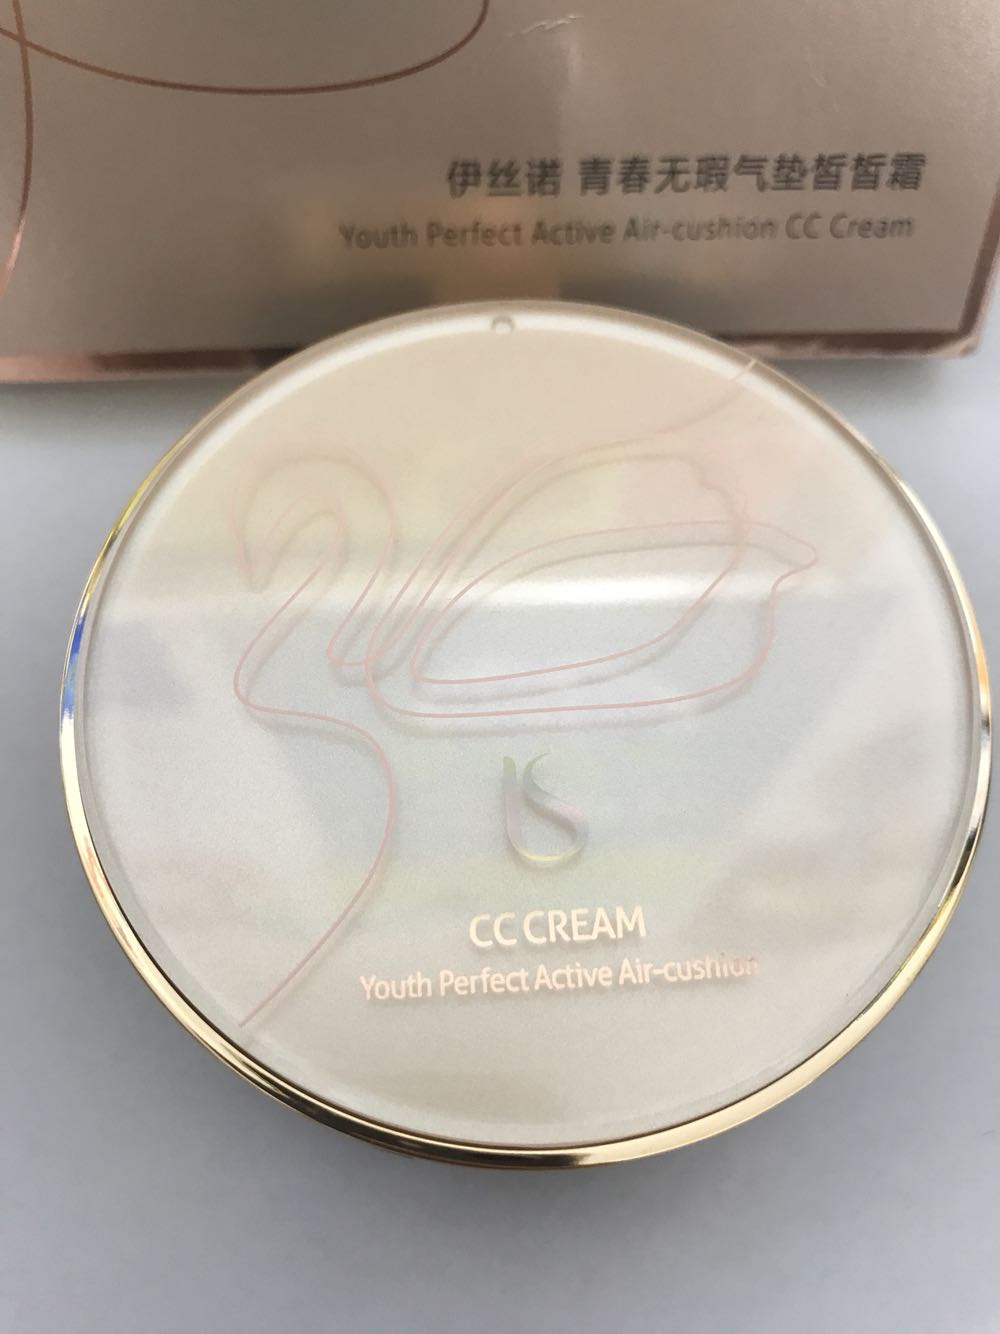 伊丝诺 青春无瑕气垫皙皙霜
Youth Perfect Active Air-cushion CC Cream
CC CREAM
Youth Perfect Active Air-cushion